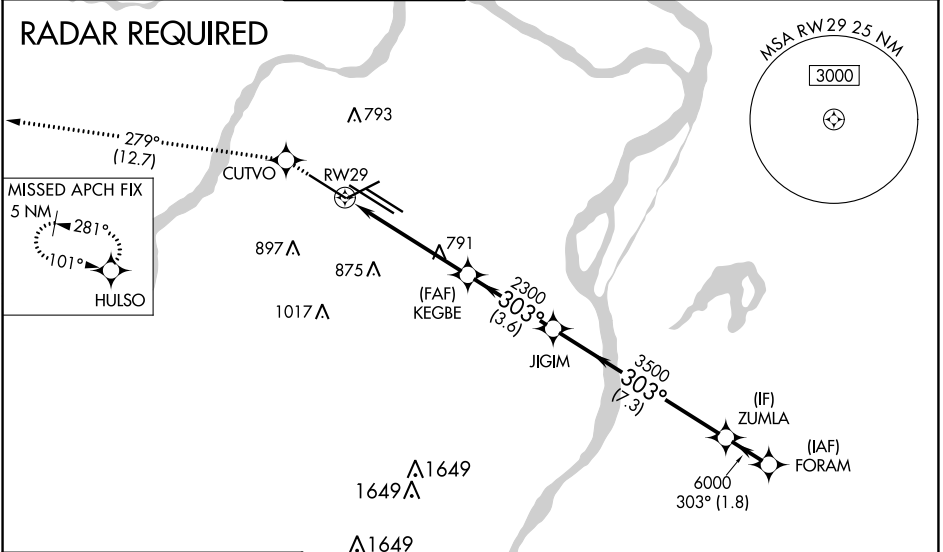 RADAR REQUIRED
MSA RW29 25 NM
3000
793
279°
(12.7)
CUTVO
RW29
MISSED APCH FIX
5 NM
281°
101°
HULSO
897
791
875
1017
(FAF)
KEGBE
2300
303°
(3.6)
JIGIM
3500
303°
(7.3)
(IF)
ZUMLA
(IAF)
FORAM
6000
303° (1.8)
1649
1649
1649